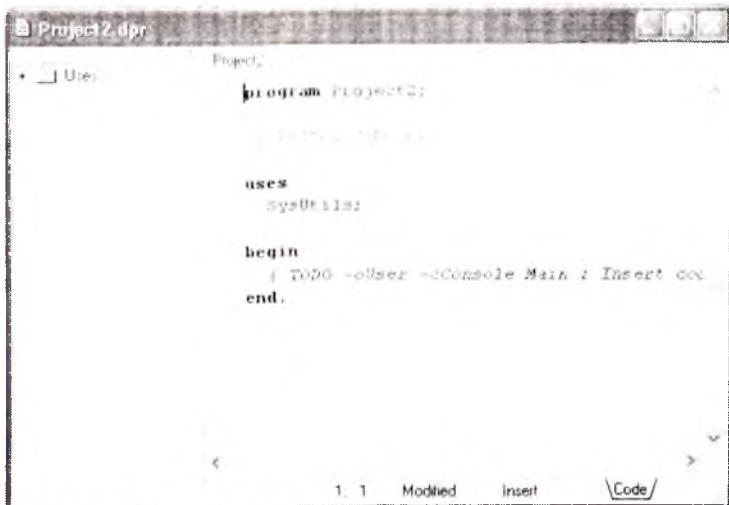 Project2.dpr
Project2
program Project2;
uses
SysUtils;
begin
{ TODO -oUser -cConsole Main : Insert
end.
1: 1 Modified Insert Code